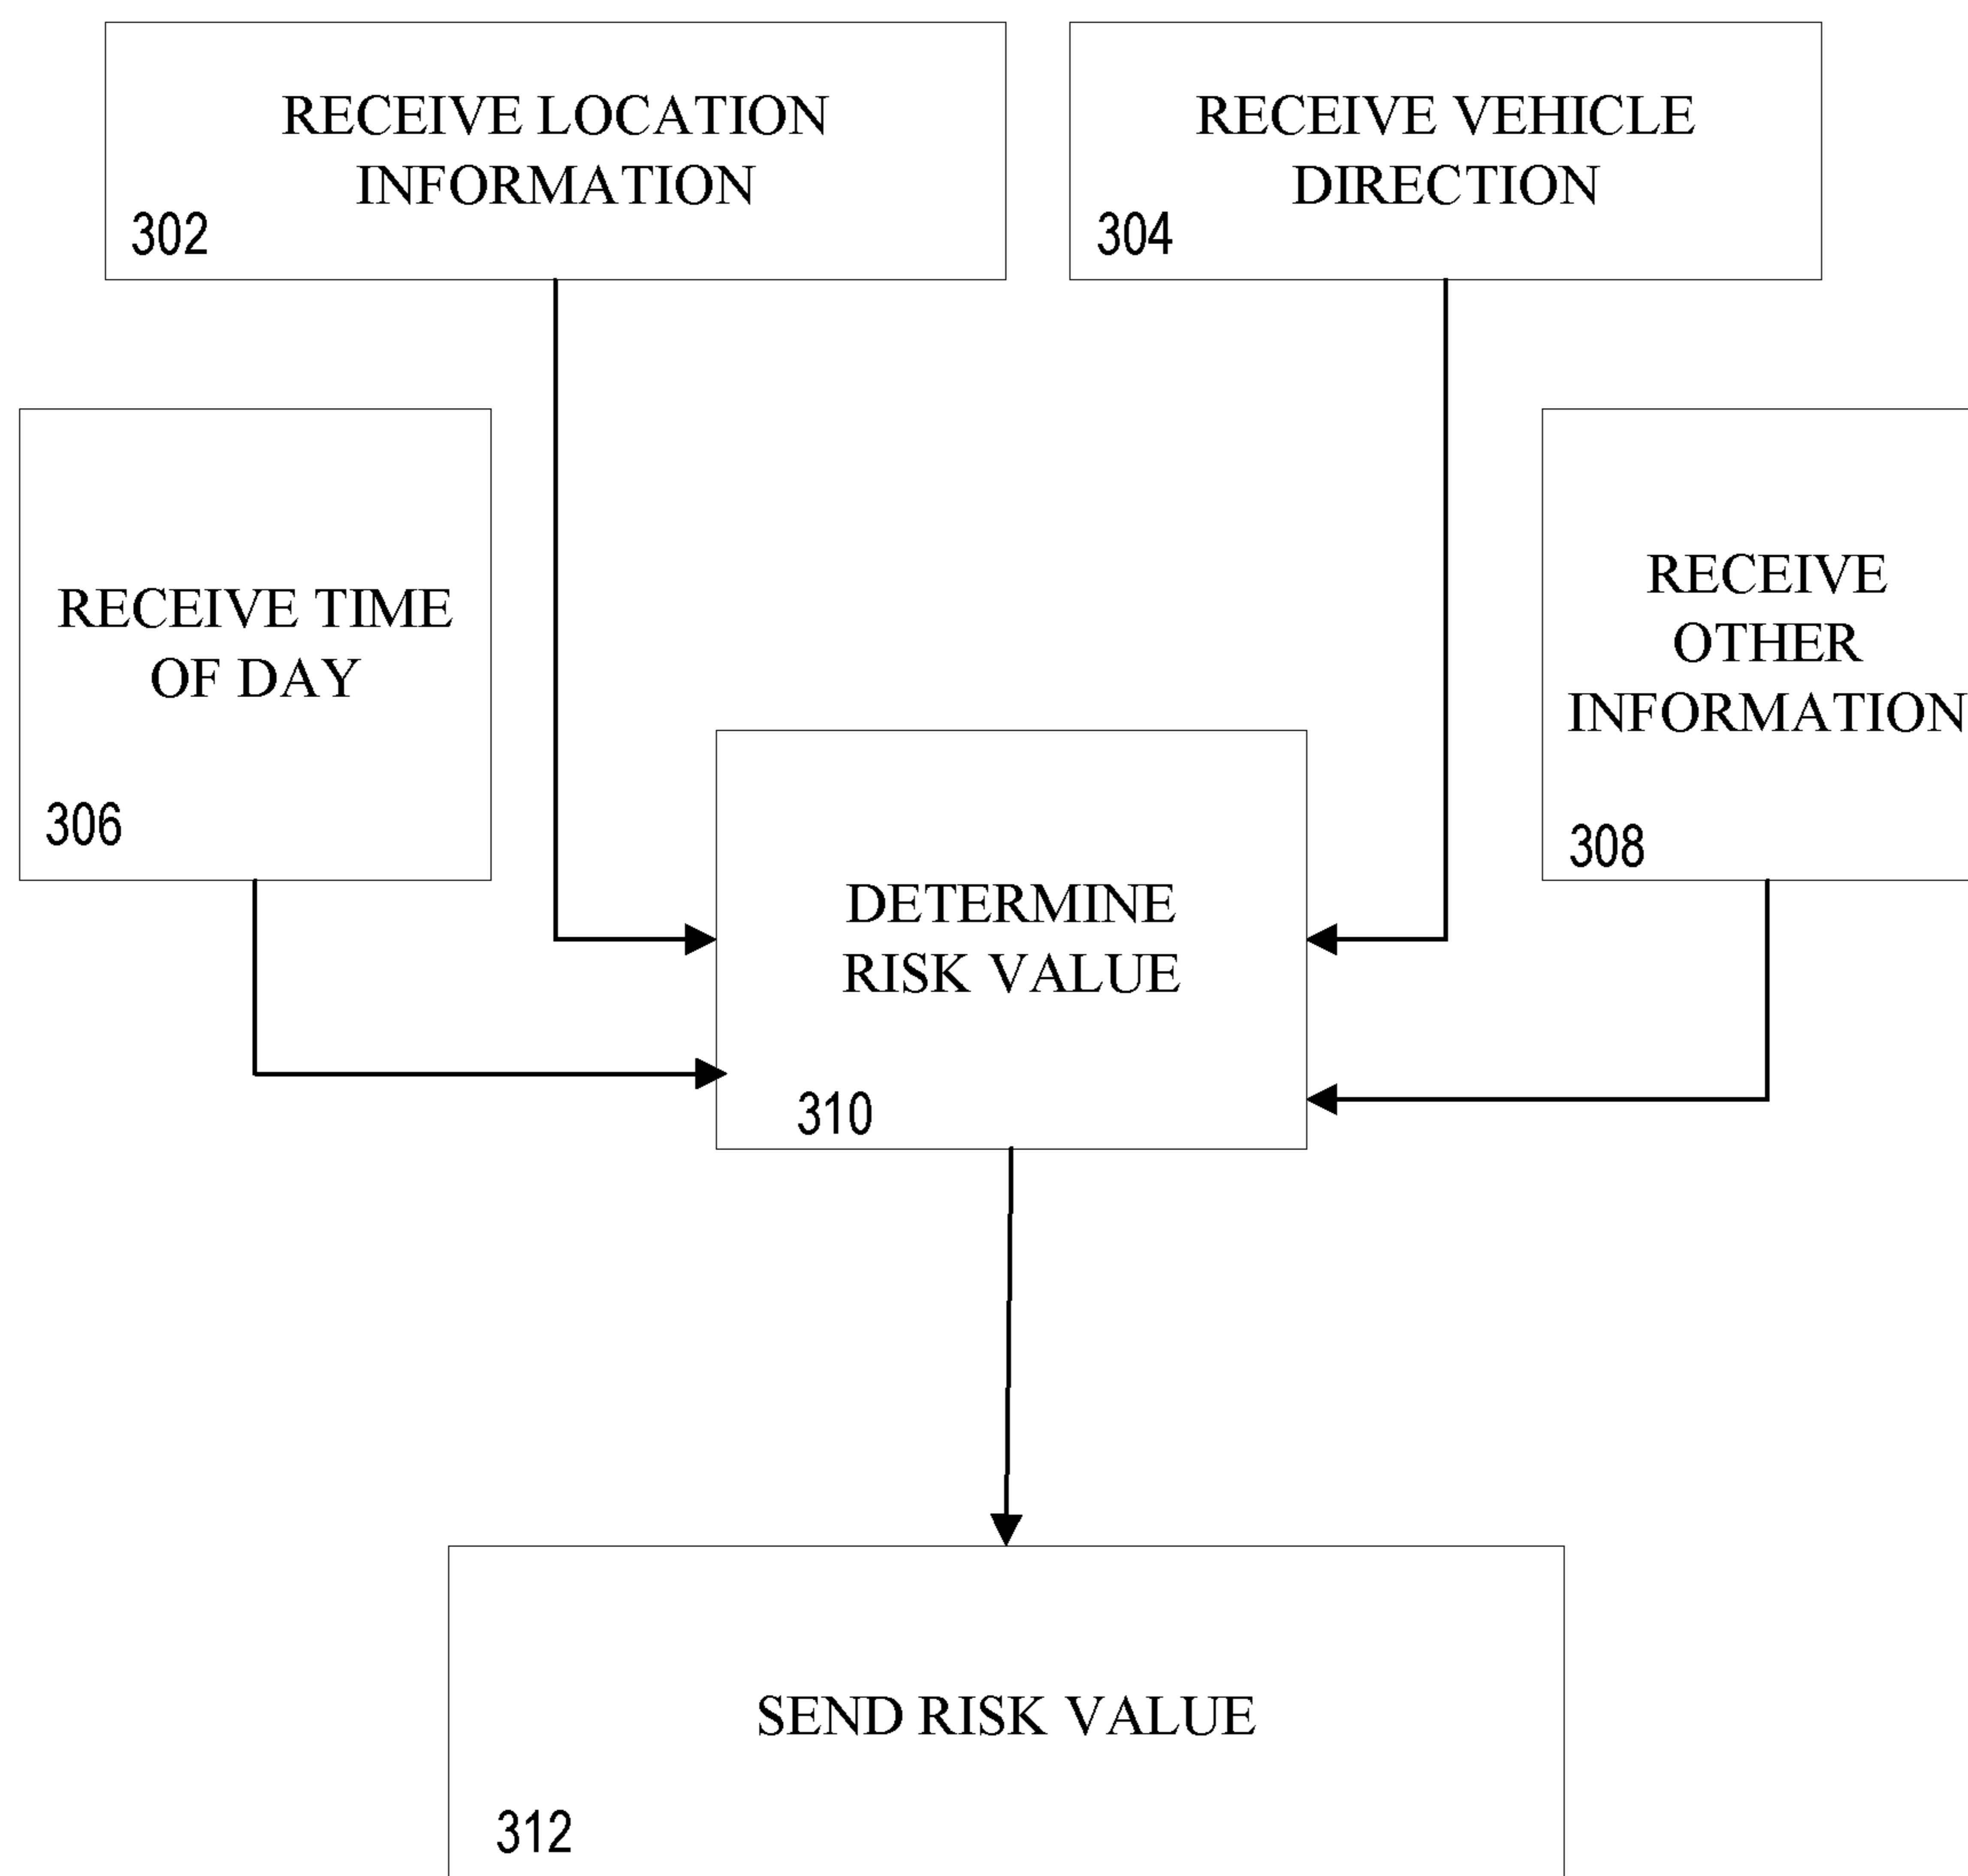 RECEIVE LOCATION
INFORMATION
302
RECEIVE VEHICLE
DIRECTION
304
RECEIVE TIME
OF DAY
306
RECEIVE
OTHER
INFORMATION
308
DETERMINE
RISK VALUE
310
SEND RISK VALUE
312